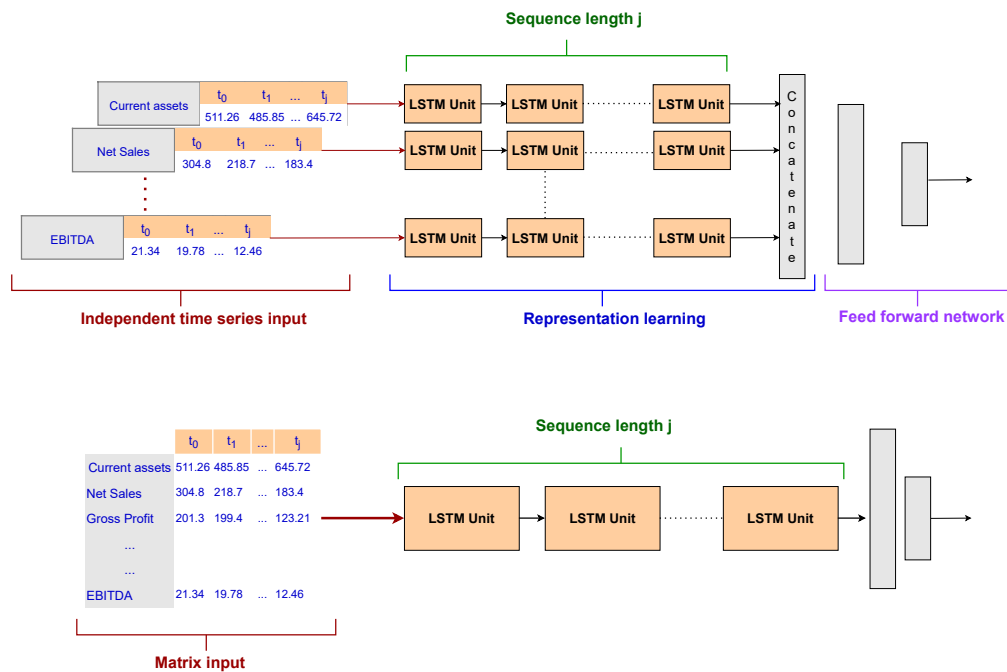 Sequence length j
Current assets
t0 t1 ... tj
511.26 485.85 ... 645.72
LSTM Unit LSTM Unit LSTM Unit
Net Sales
t0 t1 ... tj
304.8 218.7 ... 183.4
LSTM Unit LSTM Unit LSTM Unit
EBITDA
t0 t1 ... tj
21.34 19.78 ... 12.46
LSTM Unit LSTM Unit LSTM Unit
Concatenate
Independent time series input
Representation learning
Feed forward network
Sequence length j
t0 t1 ... tj
Current assets 511.26 485.85 ... 645.72
Net Sales 304.8 218.7 ... 183.4
Gross Profit 201.3 199.4 ... 123.21
...
...
EBITDA 21.34 19.78 ... 12.46
LSTM Unit LSTM Unit LSTM Unit
Matrix input